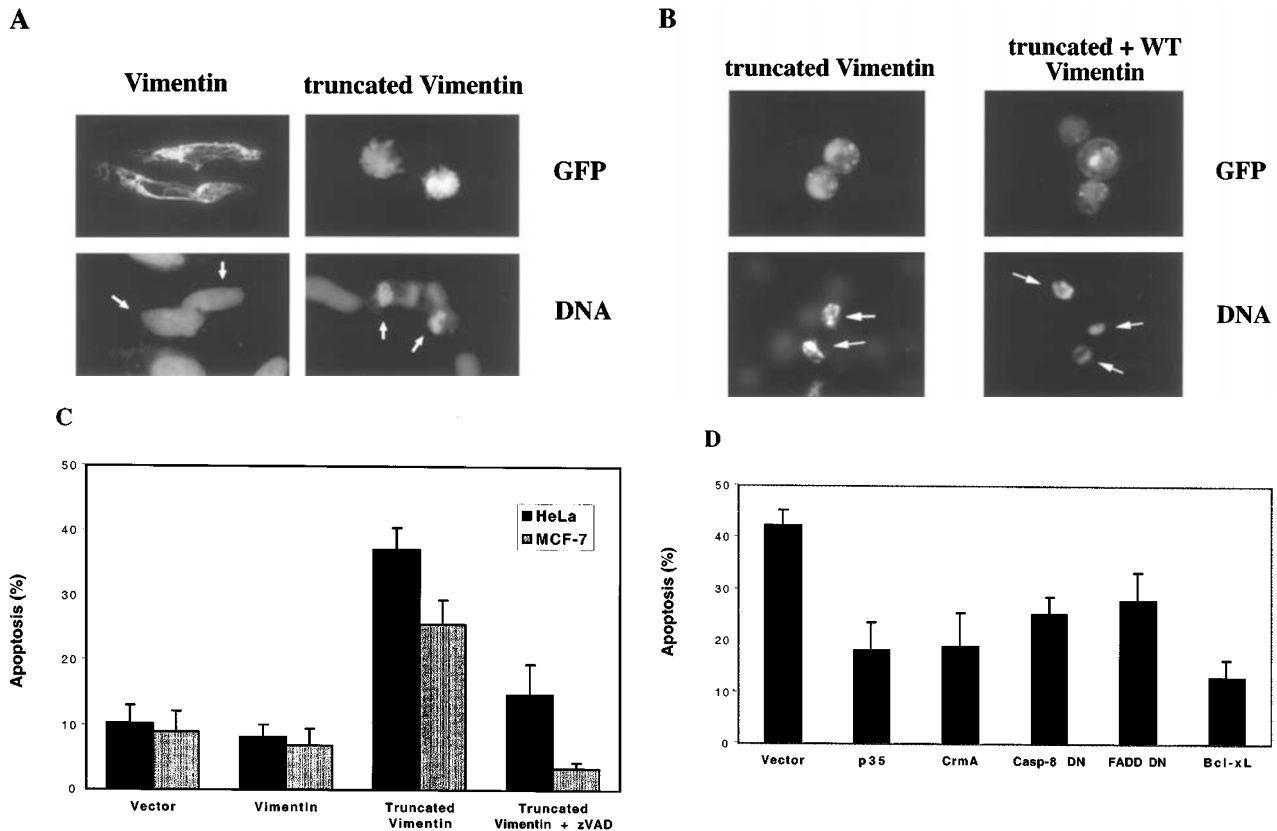 A
Vimentin
truncated Vimentin
GFP
DNA
B
truncated Vimentin
truncated + WT
Vimentin
GFP
DNA
C
50
40
30
20
10
0
Apoptosis (%)
HeLa
MCF-7
Vector
Vimentin
Truncated
Vimentin
Truncated
Vimentin + zVAD
D
50
40
30
20
10
0
Apoptosis (%)
Vector
p35
CrmA
Casp-8 DN
FADD DN
Bcl-xL